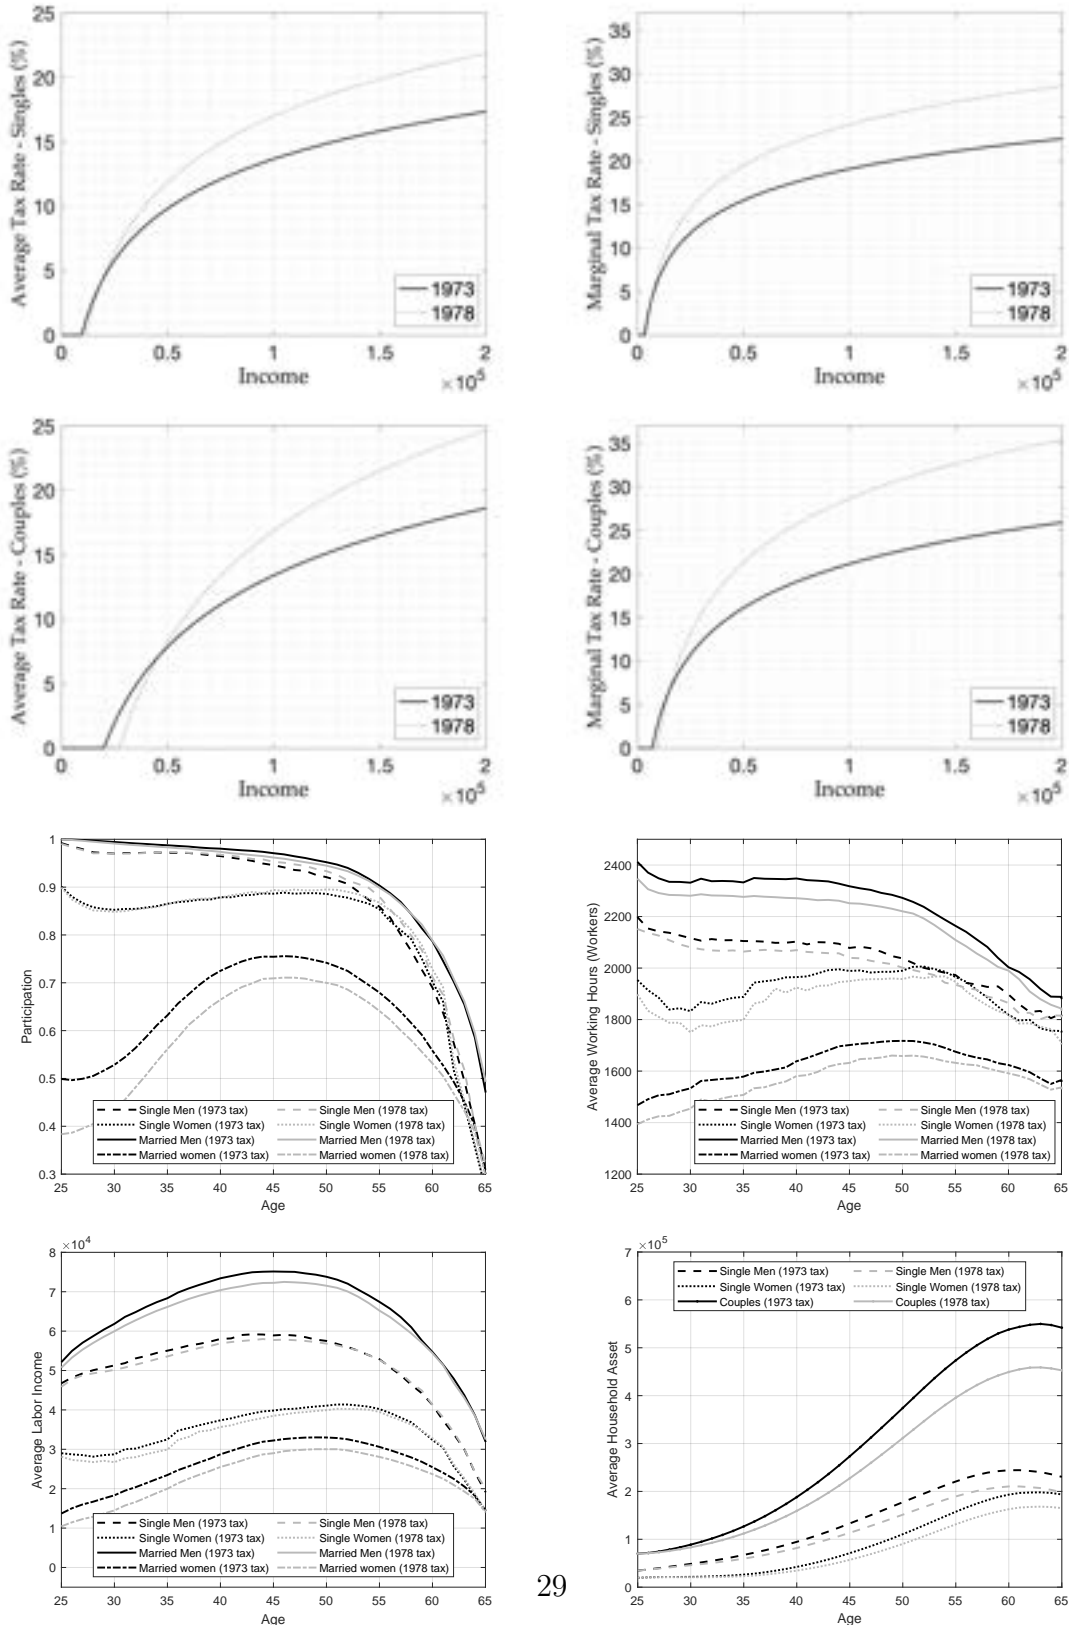 Average Tax Rate - Singles (%)
25
20
15
10
5
0
0 0.5 1 1.5 2
×10^5
Income
1973
1978
Marginal Tax Rate - Singles (%)
35
30
25
20
15
10
5
0
0 0.5 1 1.5 2
×10^5
Income
1973
1978
Average Tax Rate - Couples (%)
25
20
15
10
5
0
0 0.5 1 1.5 2
×10^5
Income
1973
1978
Marginal Tax Rate - Couples (%)
35
30
25
20
15
10
5
0
0 0.5 1 1.5 2
×10^5
Income
1973
1978
Participation
1
0.9
0.8
0.7
0.6
0.5
0.4
0.3
Single Men (1973 tax) Single Men (1978 tax)
Single Women (1973 tax) Single Women (1978 tax)
Married Men (1973 tax) Married Men (1978 tax)
Married women (1973 tax) Married women (1978 tax)
25 30 35 40 45 50 55 60 65
Age
Average Working Hours (Workers)
2400
2200
2000
1800
1600
1400
1200
Single Men (1973 tax) Single Men (1978 tax)
Single Women (1973 tax) Single Women (1978 tax)
Married Men (1973 tax) Married Men (1978 tax)
Married women (1973 tax) Married women (1978 tax)
25 30 35 40 45 50 55 60 65
Age
×10^4
Average Labor Income
8
7
6
5
4
3
2
1
0
Single Men (1973 tax) Single Men (1978 tax)
Single Women (1973 tax) Single Women (1978 tax)
Married Men (1973 tax) Married Men (1978 tax)
Married women (1973 tax) Married women (1978 tax)
25 30 35 40 45 50 55 60 65
Age
×10^5
Average Household Asset
7
6
5
4
3
2
1
0
Single Men (1973 tax) Single Men (1978 tax)
Single Women (1973 tax) Single Women (1978 tax)
Couples (1973 tax) Couples (1978 tax)
25 30 35 40 45 50 55 60 65
Age
29